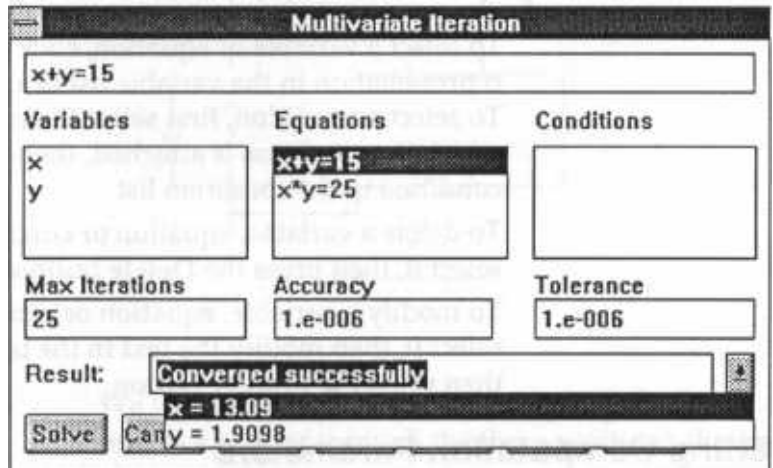 Multivariate Iteration
x+y=15
Variables Equations Conditions
x
y
x+y=15
x*y=25
Max Iterations Accuracy Tolerance
25 1.e-006 1.e-006
Result: Converged successfully
x = 13.09
Solve Can y = 1.9098